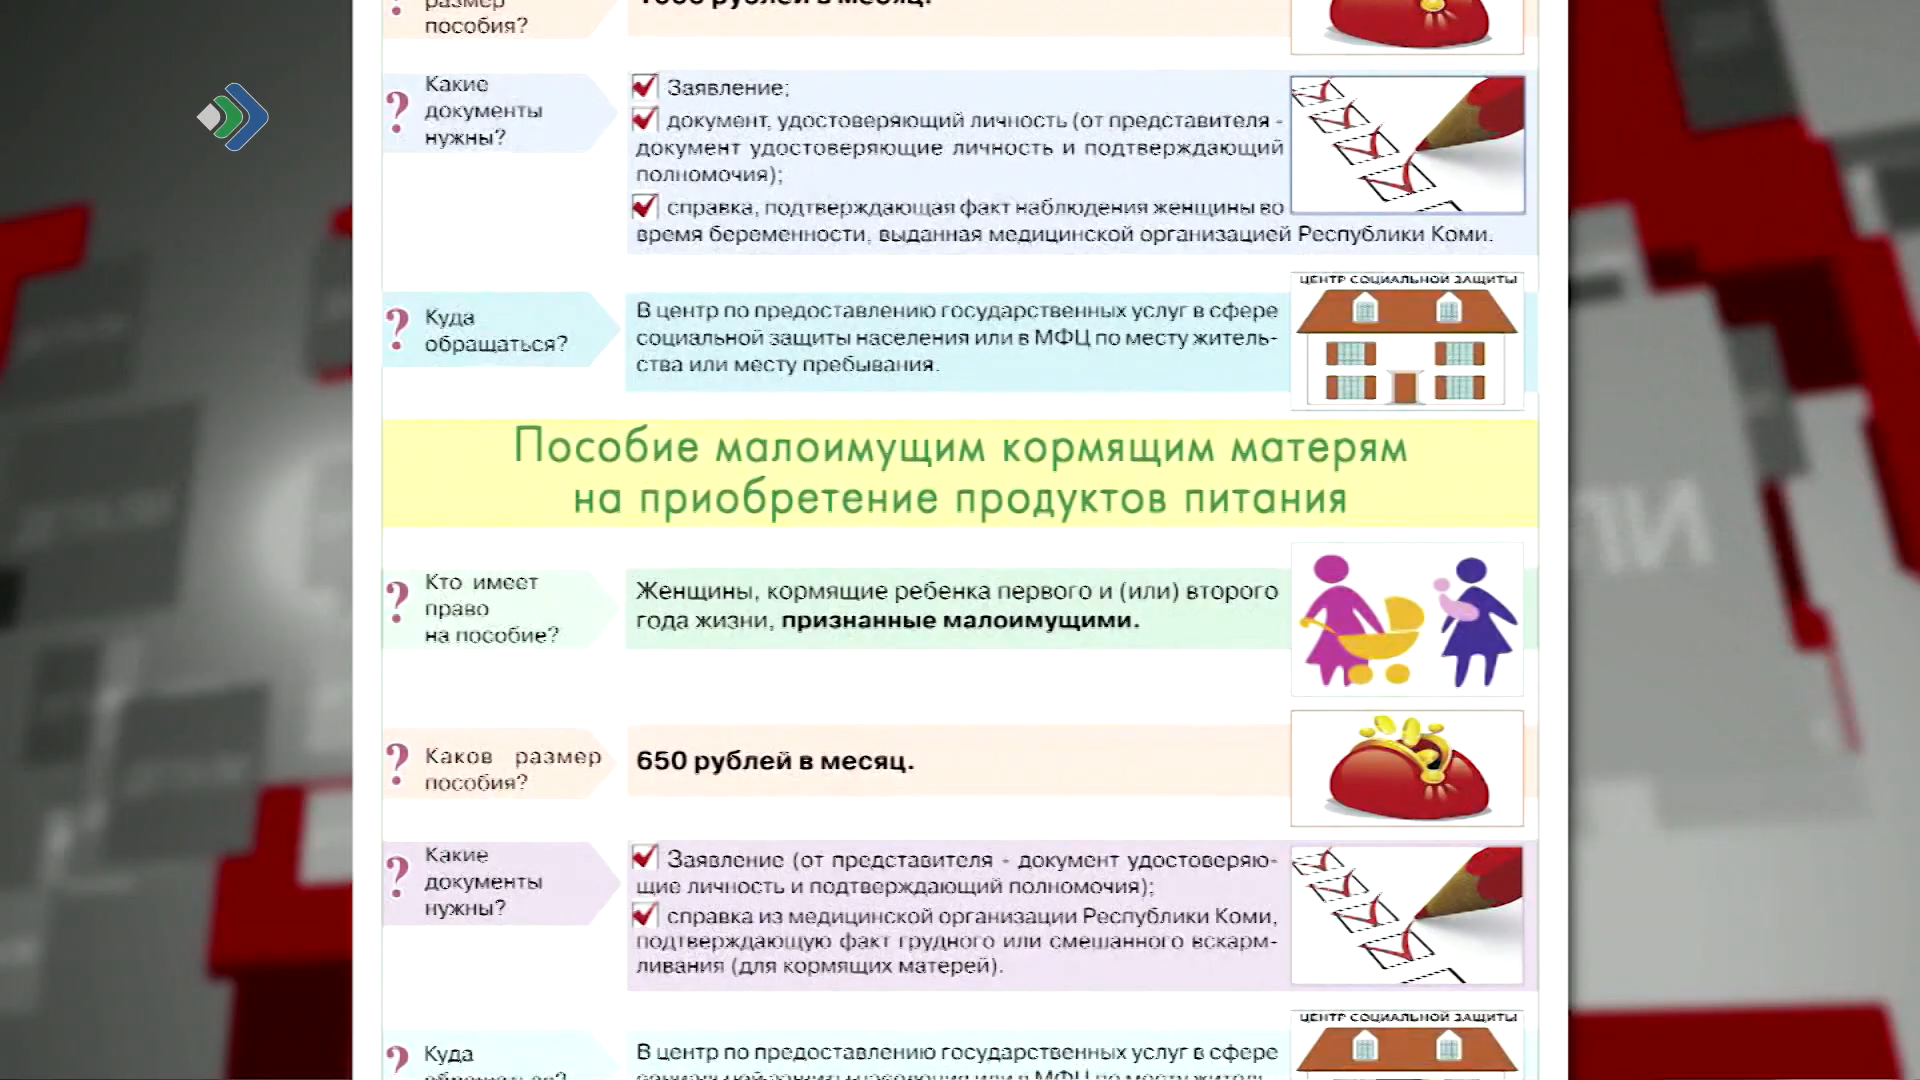 размер
пособия?
рублей в месяц.
Какие
документы
нужны?
Заявление;
документ, удостоверяющий личность (от представителя -
документ удостоверяющие личность и подтверждающий
полномочия);
справка, подтверждающая факт наблюдения женщины во
время беременности, выданная медицинской организацией Республики Коми.
Куда
обращаться?
В центр по предоставлению государственных услуг в сфере
социальной защиты населения или в МФЦ по месту житель-
ства или месту пребывания.
ЦЕНТР СОЦИАЛЬНОЙ ЗАЩИТЫ
Пособие малоимущим кормящим матерям
на приобретение продуктов питания
Кто имеет
право
на пособие?
Женщины, кормящие ребенка первого и (или) второго
года жизни, признанные малоимущими.
Каков размер
пособия?
650 рублей в месяц.
Какие
документы
нужны?
Заявление (от представителя - документ удостоверяю-
щие личность и подтверждающий полномочия);
справка из медицинской организации Республики Коми,
подтверждающую факт грудного или смешанного вскарм-
ливания (для кормящих матерей).
ЦЕНТР СОЦИАЛЬНОЙ ЗАЩИТЫ
Куда
В центр по предоставлению государственных услуг в сфере